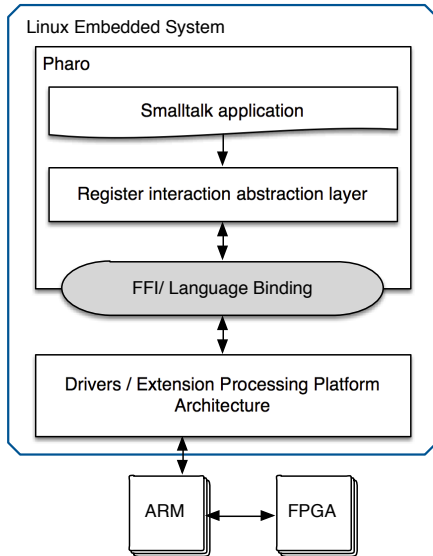 Linux Embedded System
Pharo
Smalltalk application
Register interaction abstraction layer
FFI/ Language Binding
Drivers / Extension Processing Platform
Architecture
ARM
FPGA